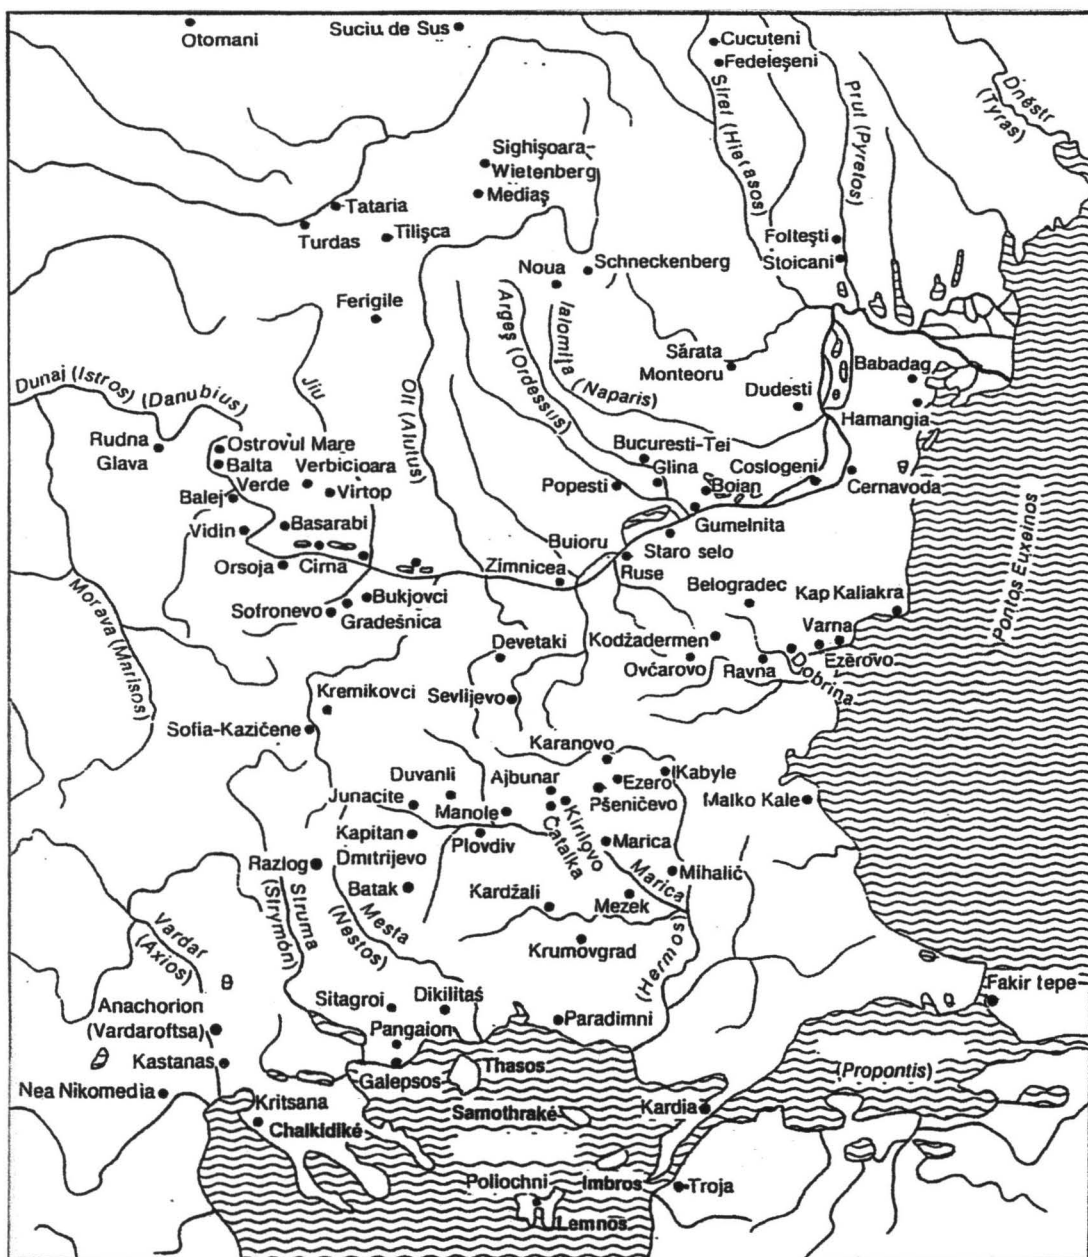 Otomani
Suciu de Sus
Cucuteni
Fedeleşeni
Siret (Hierasos)
Prut (Pyretos)
Dněstr
(Tyras)
Sighişoara-
Wietenberg
Mediaş
Tataria
Turdas
Tilişca
Folteşti
Stoicani
Noua
Schneckenberg
Ferigile
Jiu
Olt (Alutus)
Argeş (Ordessus)
Ialomiţa
(Naparis)
Sărata
Monteoru
Dudesti
Babadag
Hamangia
Dunaj (Istros) (Danubius)
Rudna
Glava
Ostrovul Mare
Balta
Verde
Verbicioara
Virtop
Balej
Bucuresti-Tei
Glina
Popesti
Boian
Coslogeni
Cernavoda
Gumelnita
Vidin
Basarabi
Orsoja
Cirna
Buioru
Zimnicea
Staro selo
Ruse
Pontos Euxeinos
Sofronevo
Bukjovci
Gradešnica
Belogradec
Kap Kaliakra
Morava (Marisos)
Devetaki
Kodžadermen
Ovčarovo
Varna
Ezerovo
Ravna
Dobrina
Kremikovci
Sevlijevo
Sofia-Kazičene
Karanovo
Kabyle
Duvanli
Ajbunar
Ezero
Pšeničevo
Malko Kale
Junacite
Manole
Kirilovo
Čatalka
Kapitan
Dmitrijevo
Plovdiv
Marica
Razlog
Mihalič
Batak
Kardžali
Mezek
Marica
Struma
(Strymón)
Mesta
(Nestos)
Krumovgrad
(Hermos)
Vardar
(Axios)
Fakir tepe
Anachorion
(Vardaroftsa)
Sitagroi
Dikilitaš
Paradimni
Pangaion
Kastanas
Galepsos
Thasos
(Propontis)
Nea Nikomedia
Kritsana
Chalkidiké
Samothraké
Kardia
Poliochni
Imbros
Troja
Lemnos